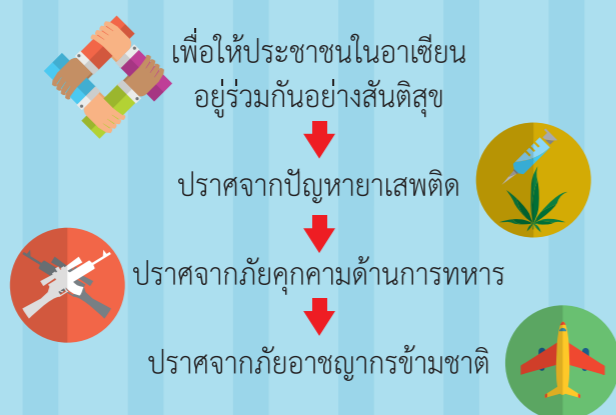 เพื่อให้ประชาชนในอาเซียน
อยู่ร่วมกันอย่างสันติสุข
ปราศจากปัญหายาเสพติด
ปราศจากภัยคุกคามด้านการทหาร
ปราศจากภัยอาชญากรข้ามชาติ